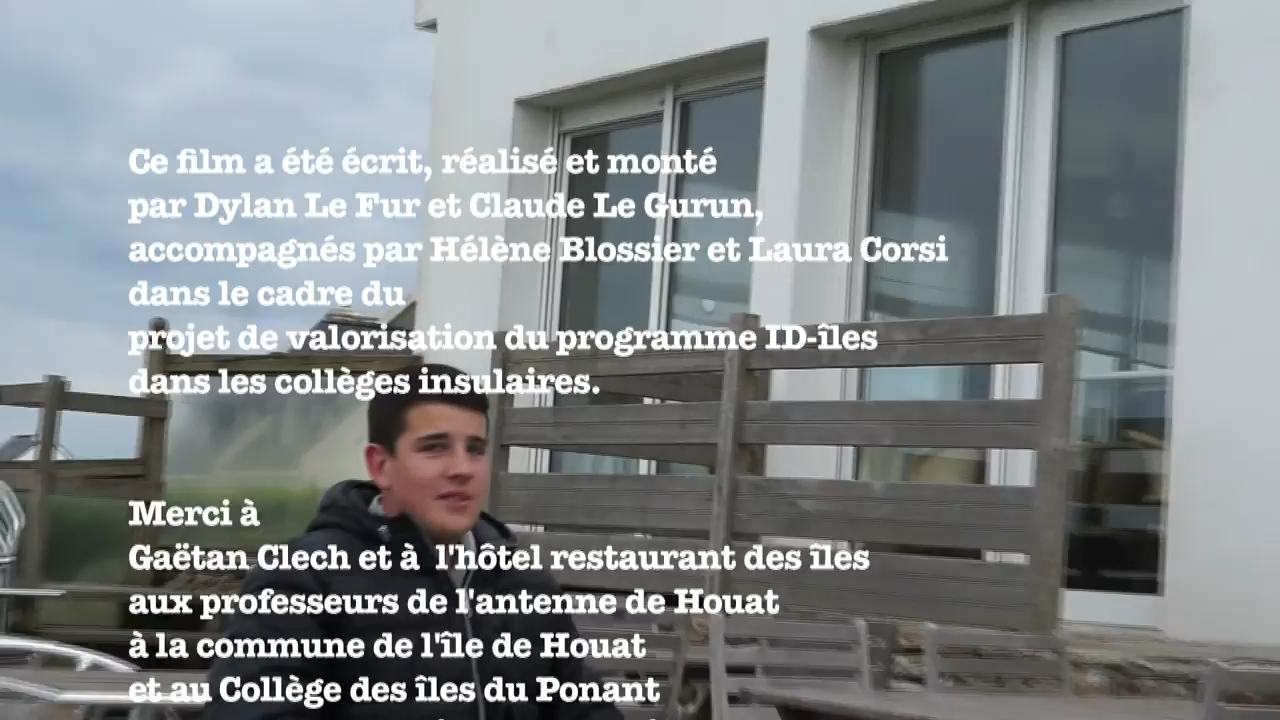 Ce film a été écrit, réalisé et monté
par Dylan Le Fur et Claude Le Gurun,
accompagnés par Hélène Blossier et Laura Corsi
dans le cadre du
projet de valorisation du programme ID-îles
dans les collèges insulaires.
Merci à
Gaëtan Clech et à  l'hôtel restaurant des îles
aux professeurs de l'antenne de Houat
à la commune de l'île de Houat
et au Collège des îles du Ponant